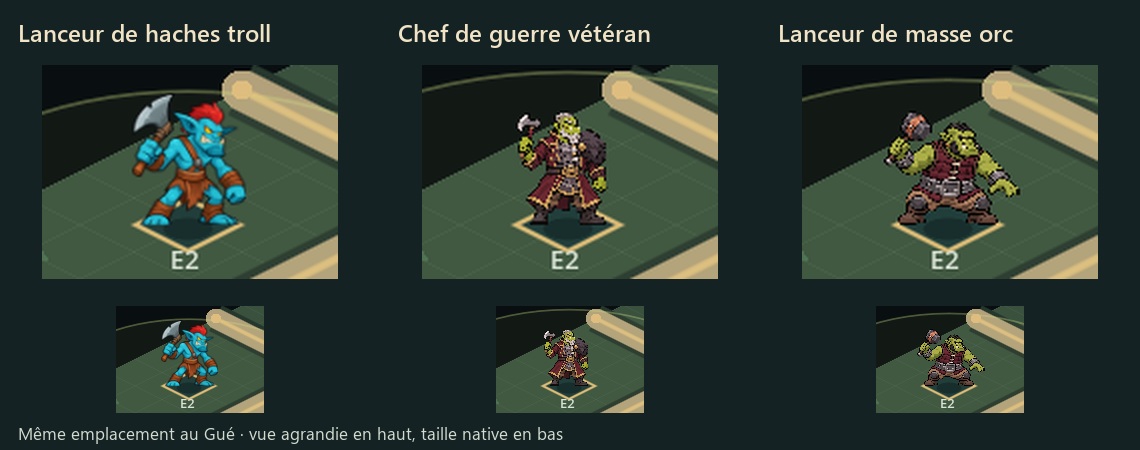 Lanceur de haches troll
Chef de guerre vétéran
Lanceur de masse orc
E2
E2
E2
E2
E2
E2
Même emplacement au Gué · vue agrandie en haut, taille native en bas